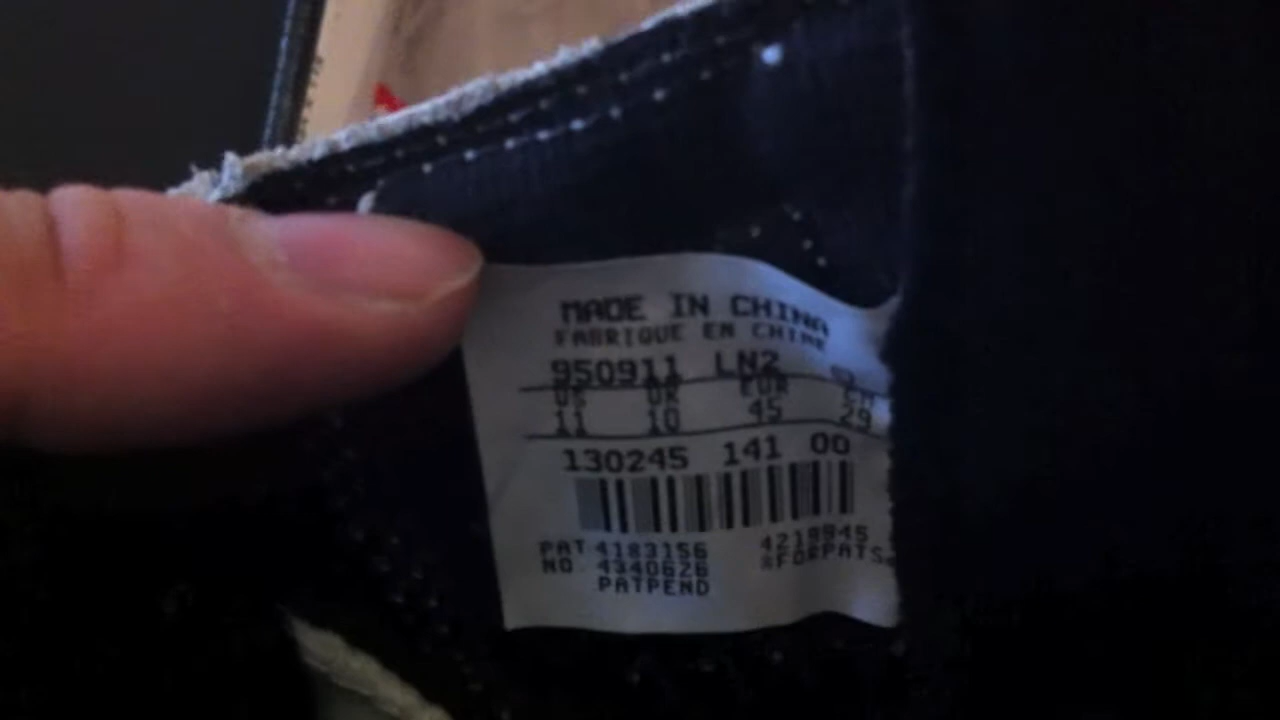 MADE IN CHINA
FABRIQUE EN CHINE
950911 LN2
US UK EUR CM
11 10 45 29
130245 141 00
PAT 4183156 4219945
NO 4340626 &FORPATS
PATPEND